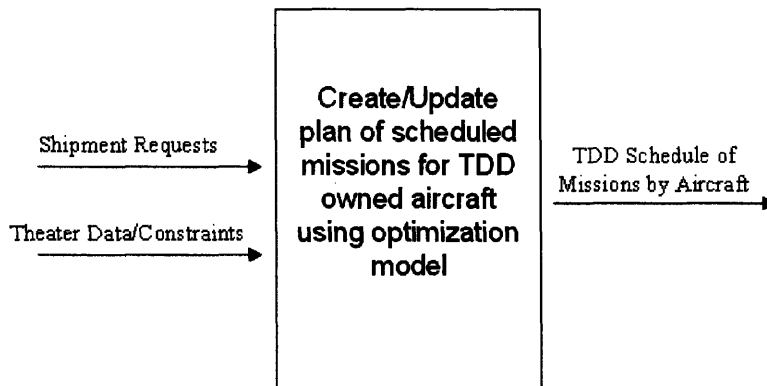 Shipment Requests
Theater Data/Constraints
Create/Update
plan of scheduled
missions for TDD
owned aircraft
using optimization
model
TDD Schedule of
Missions by Aircraft